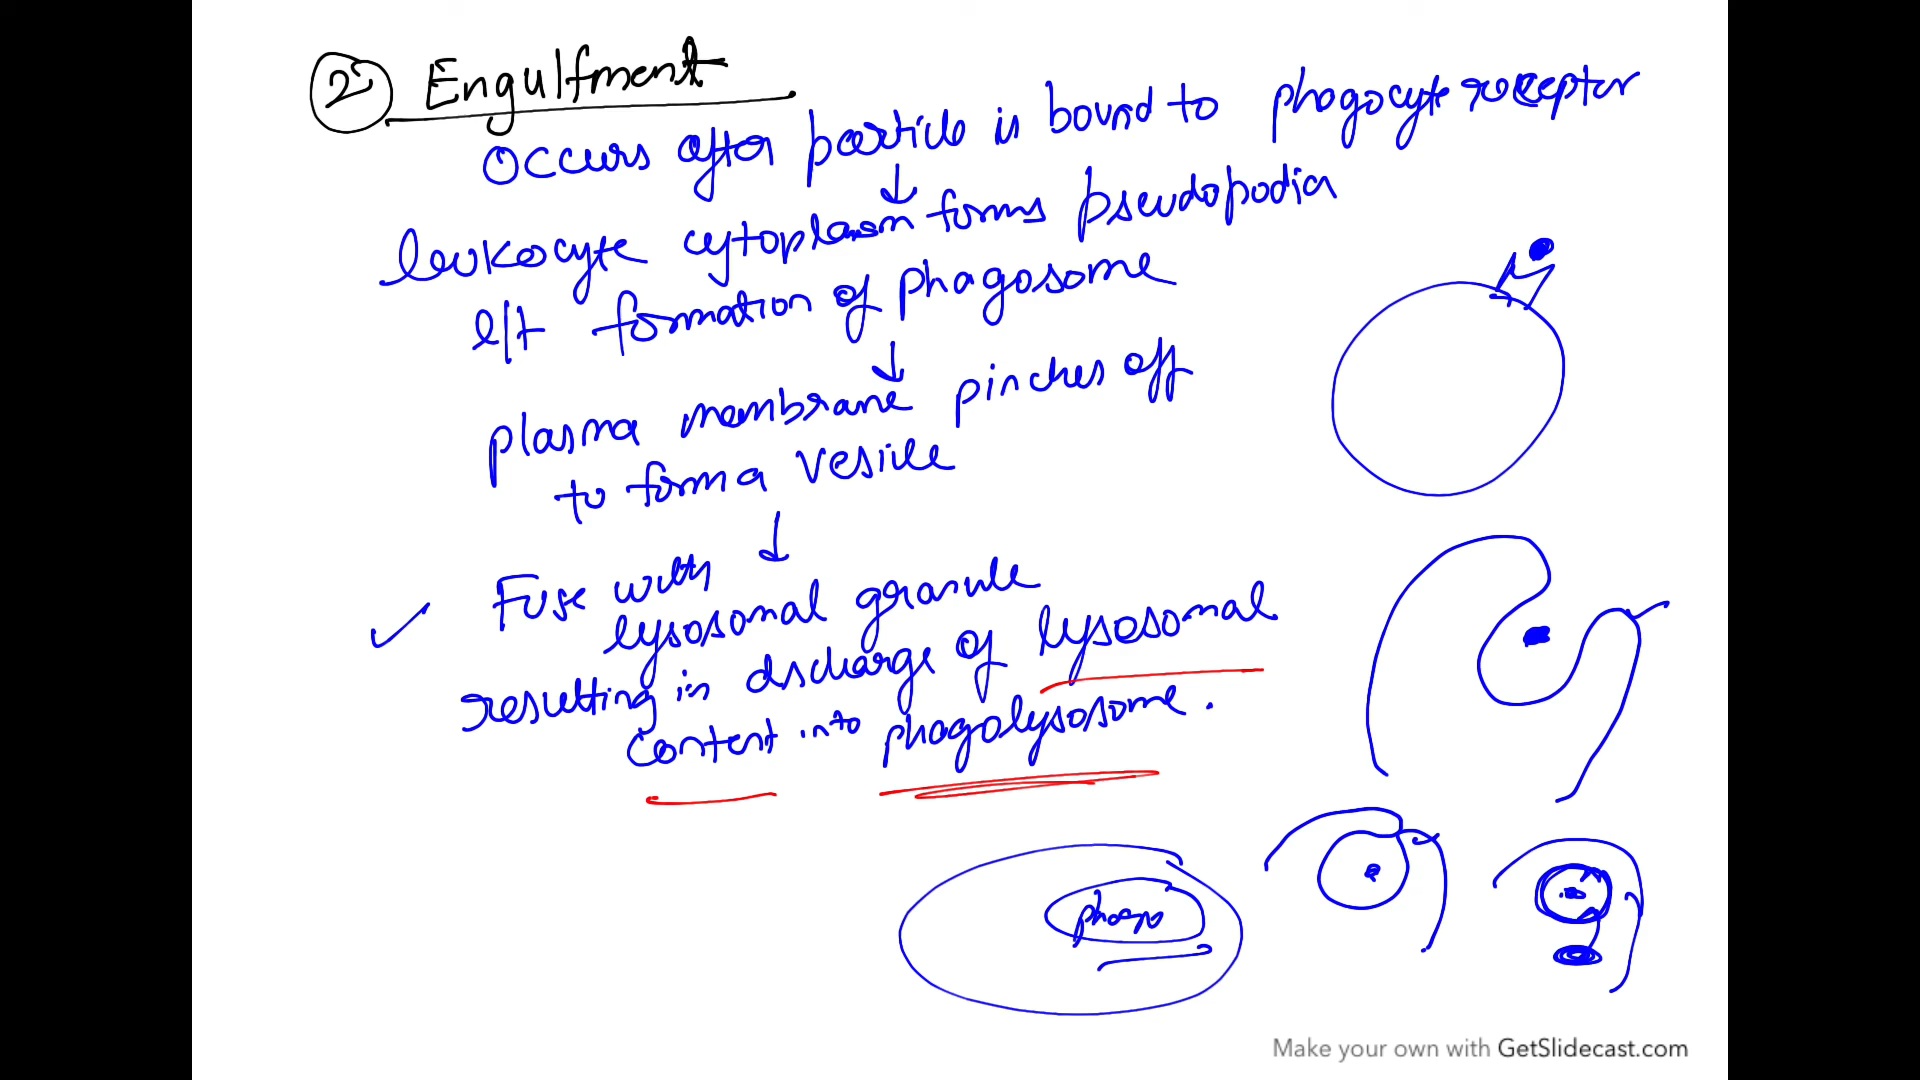 2 Engulfment
occurs after particle is bound to phagocyte receptor
↓
leukocyte cytoplasm forms pseudopodia
l/t formation of phagosome
↓
plasma membrane pinches off
to form a vesicle
↓
✓ Fuse with
lysosomal granule
resulting in discharge of lysosomal
content into phagolysosome.
phago
Make your own with GetSlidecast.com